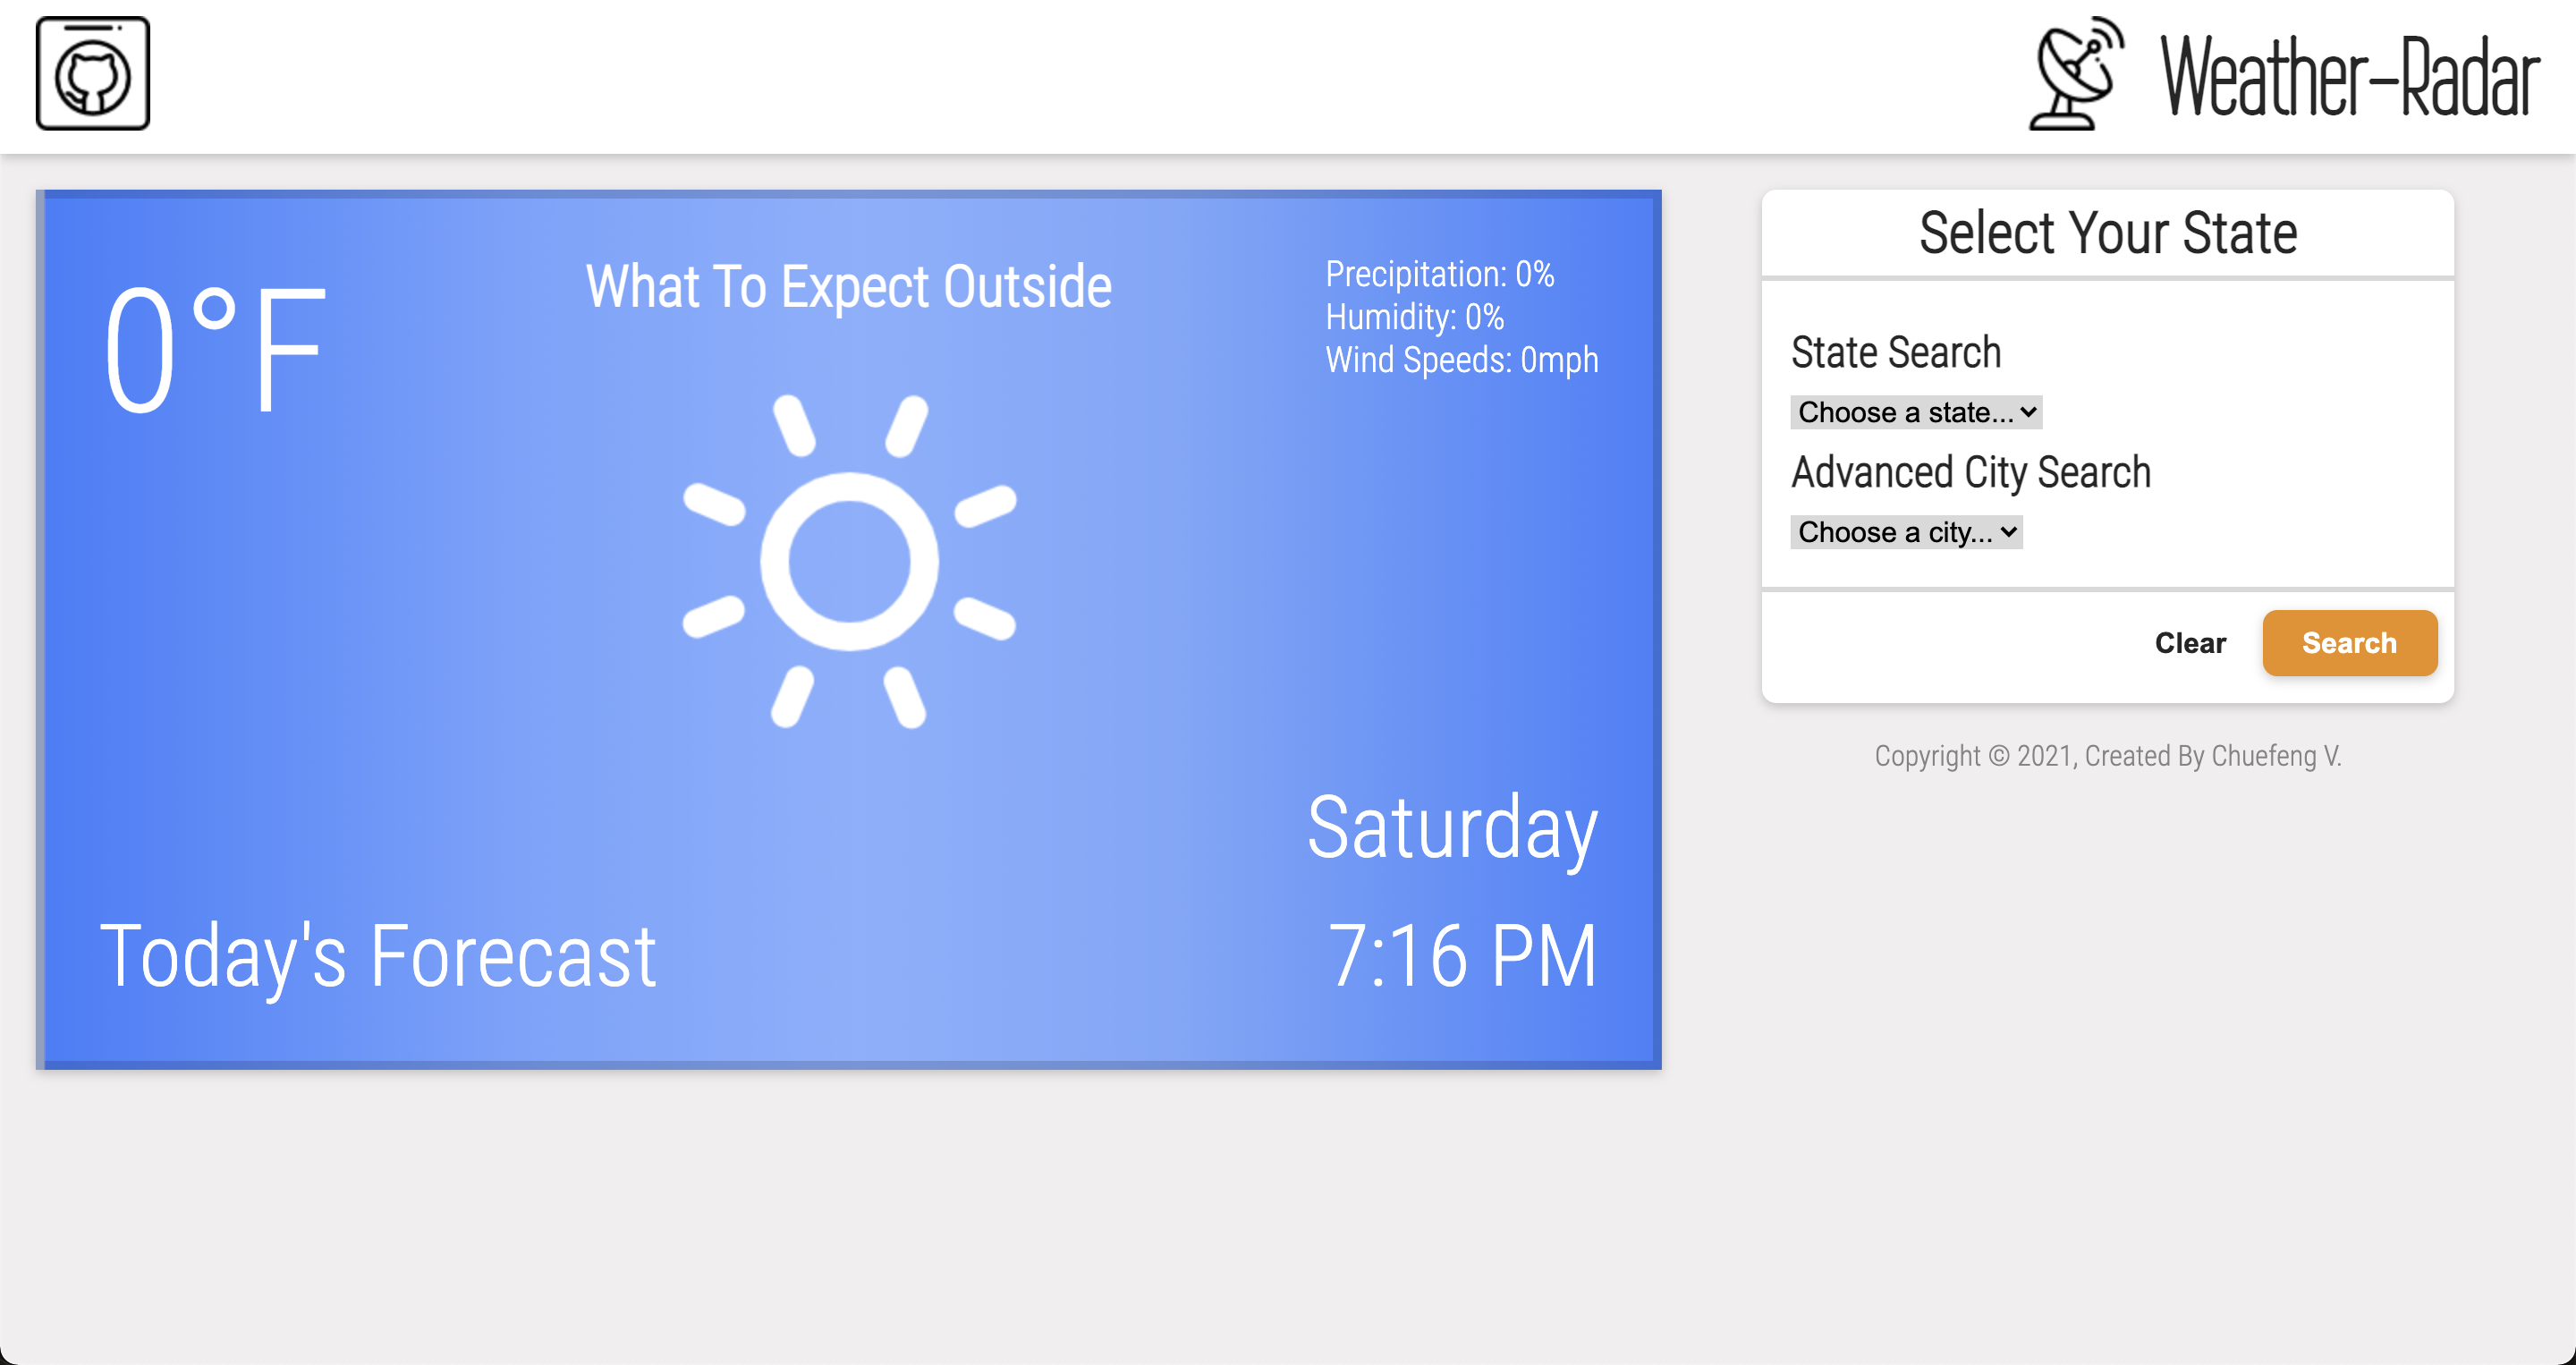 Weather-Radar
0°F
What To Expect Outside
Precipitation: 0%
Humidity: 0%
Wind Speeds: 0mph
Saturday
Today's Forecast
7:16 PM
Select Your State
State Search
Choose a state...
Advanced City Search
Choose a city...
Clear
Search
Copyright © 2021, Created By Chuefeng V.